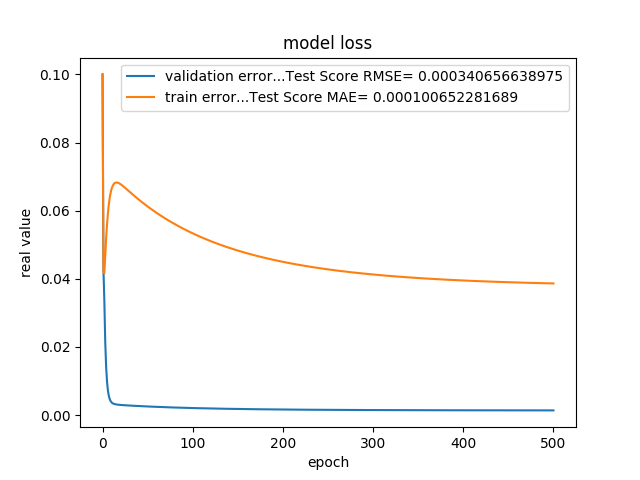 model loss
validation error...Test Score RMSE= 0.000340656638975
train error...Test Score MAE= 0.000100652281689
0.10
0.08
0.06
0.04
0.02
0.00
real value
0 100 200 300 400 500
epoch